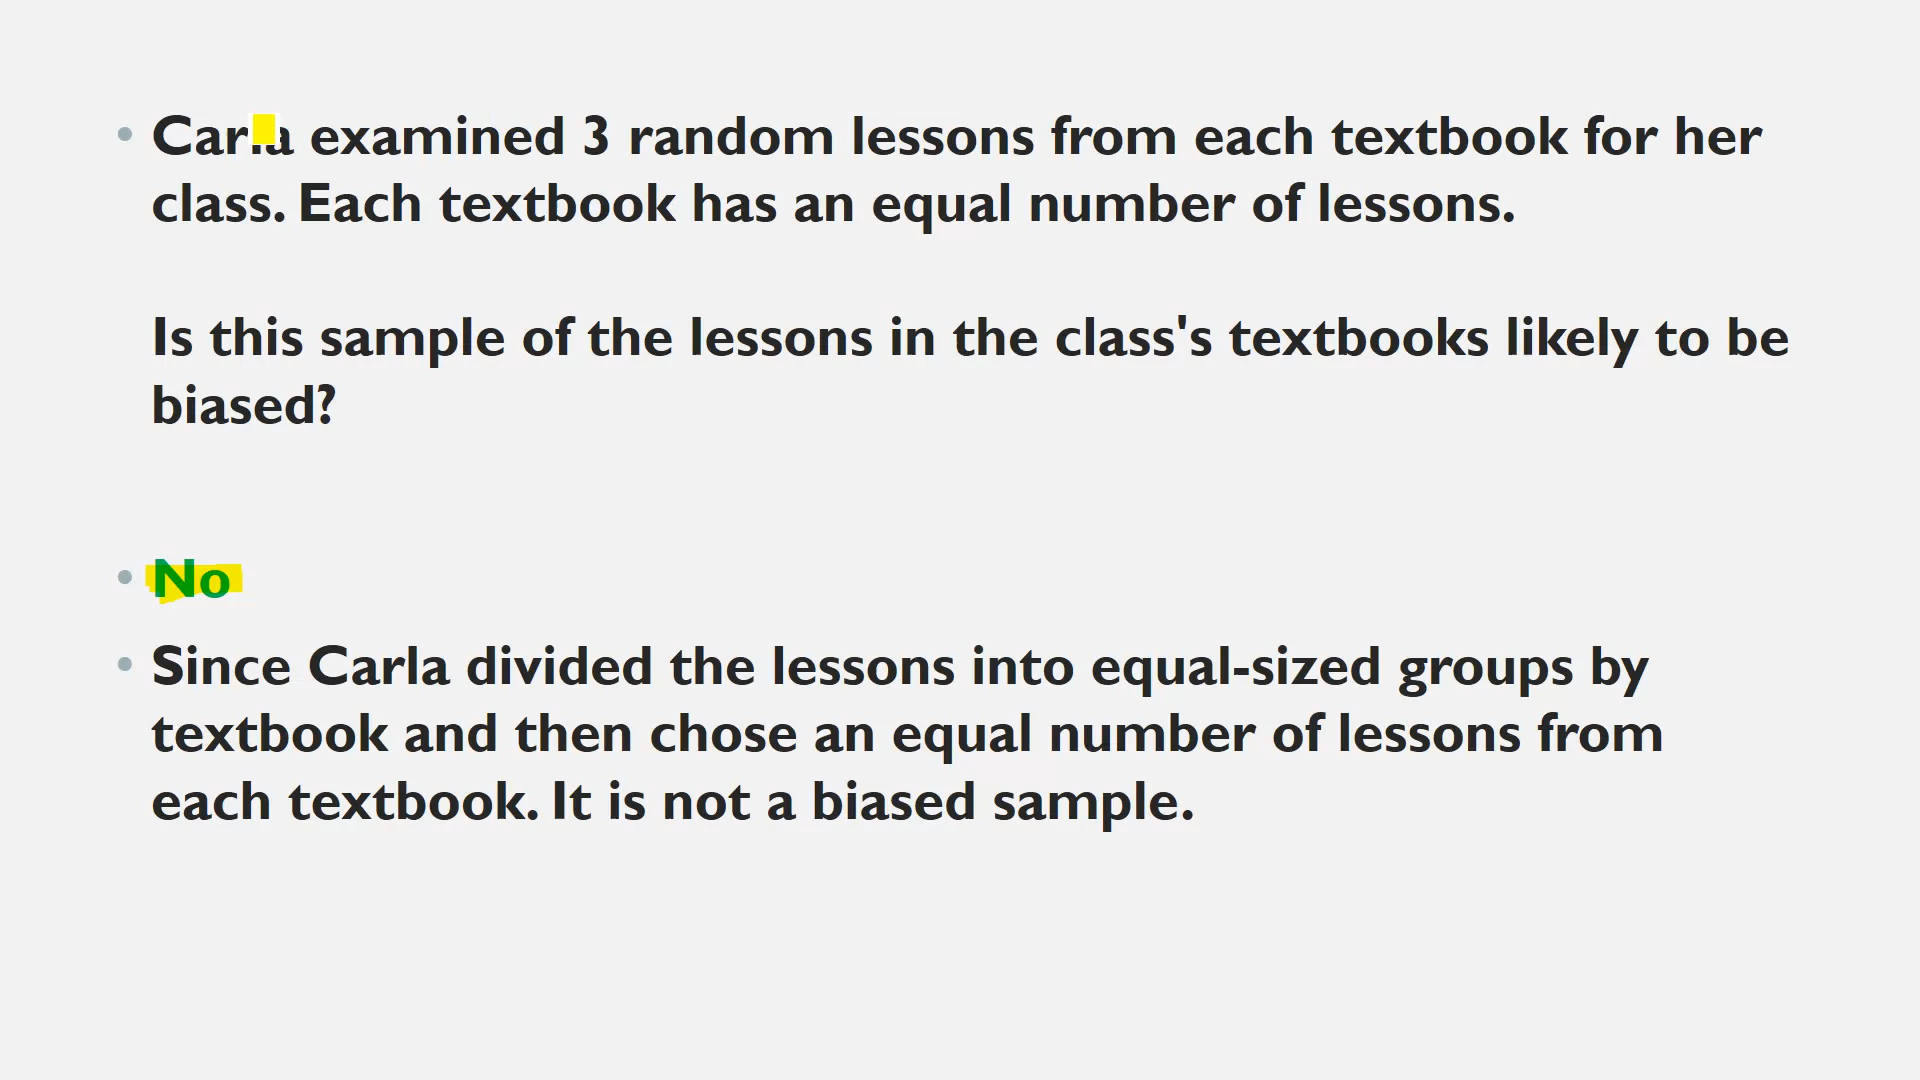 Carla examined 3 random lessons from each textbook for her
class. Each textbook has an equal number of lessons.
Is this sample of the lessons in the class's textbooks likely to be
biased?
No
Since Carla divided the lessons into equal-sized groups by
textbook and then chose an equal number of lessons from
each textbook. It is not a biased sample.